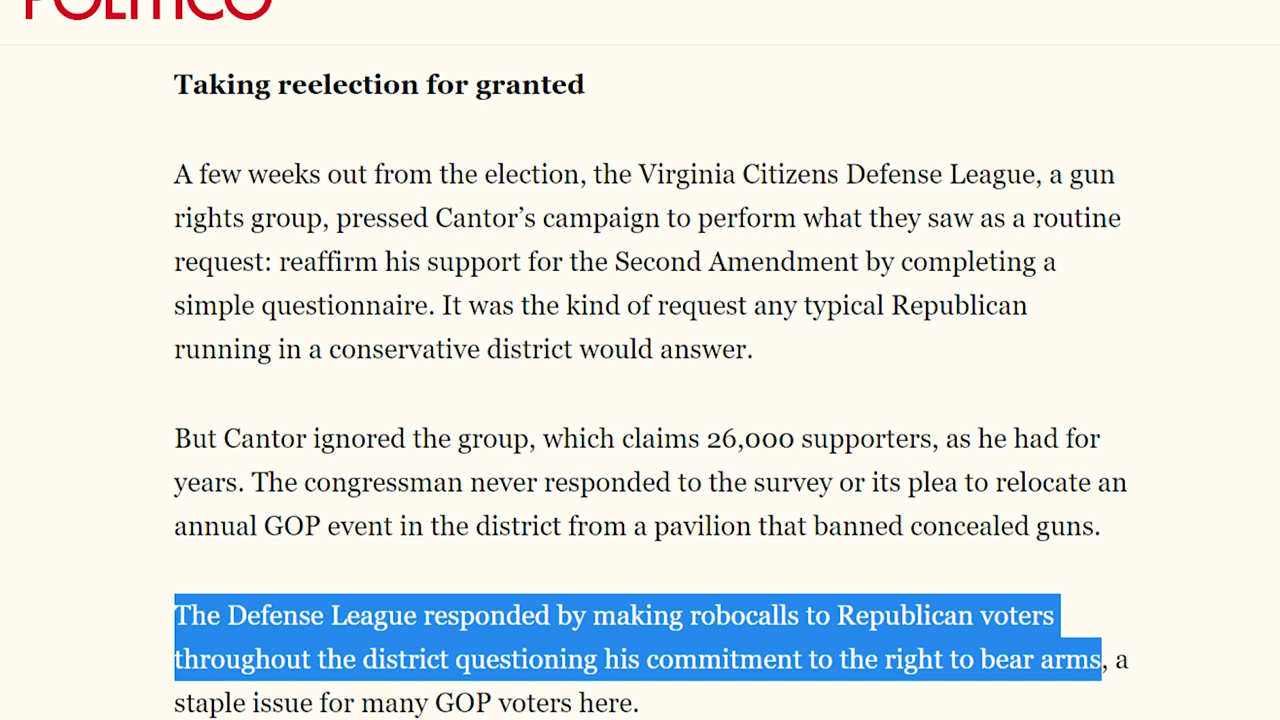 POLITICO
Taking reelection for granted
A few weeks out from the election, the Virginia Citizens Defense League, a gun
rights group, pressed Cantor’s campaign to perform what they saw as a routine
request: reaffirm his support for the Second Amendment by completing a
simple questionnaire. It was the kind of request any typical Republican
running in a conservative district would answer.
But Cantor ignored the group, which claims 26,000 supporters, as he had for
years. The congressman never responded to the survey or its plea to relocate an
annual GOP event in the district from a pavilion that banned concealed guns.
The Defense League responded by making robocalls to Republican voters
throughout the district questioning his commitment to the right to bear arms, a
staple issue for many GOP voters here.